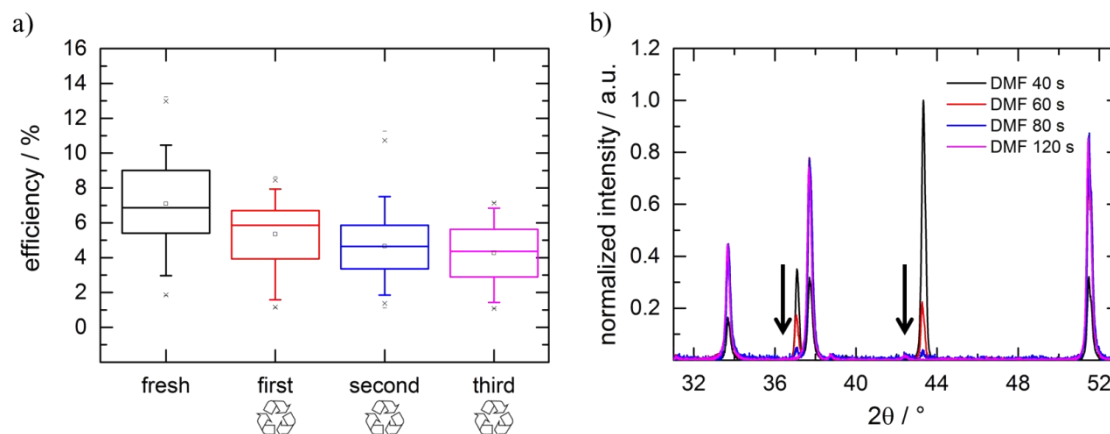 a)
efficiency / %
16
14
12
10
8
6
4
2
0
fresh
first
second
third
b)
normalized intensity / a.u.
1.0
0.8
0.6
0.4
0.2
DMF 40 s
DMF 60 s
DMF 80 s
DMF 120 s
32
36
40
44
48
52
2θ / °